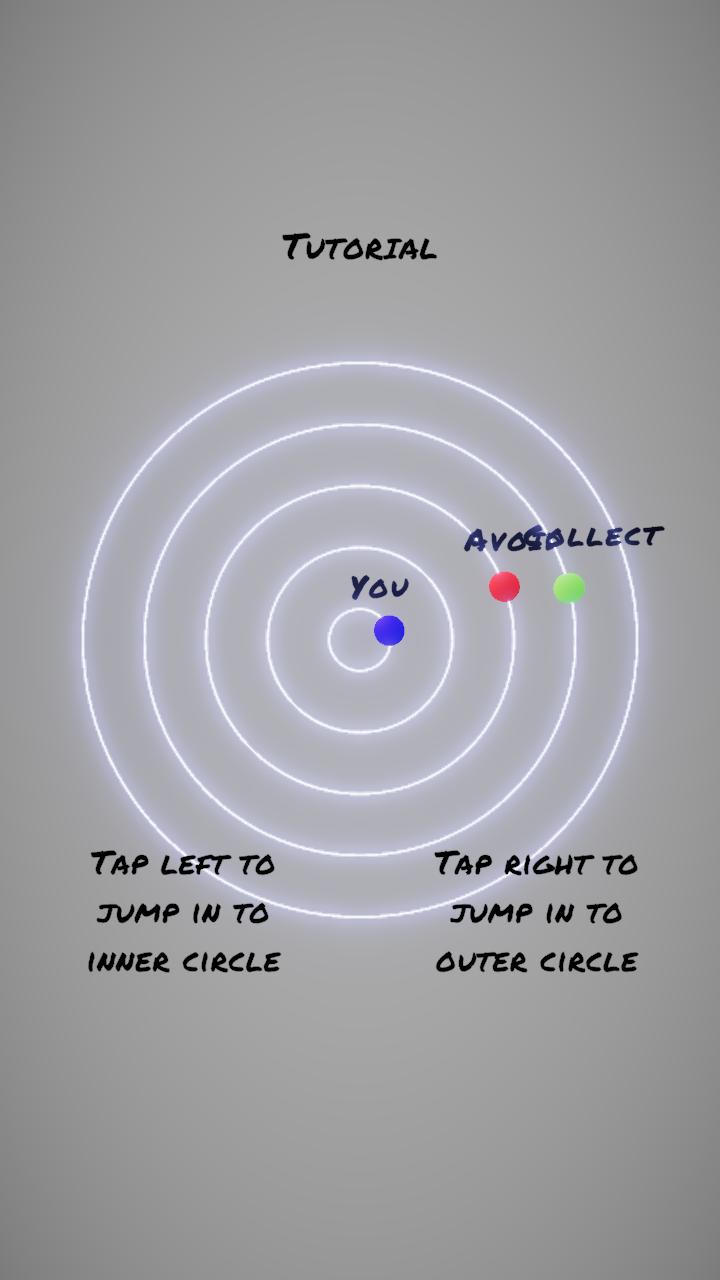 Tutorial
Avoid
Collect
You
Tap left to
jump in to
inner circle
Tap right to
jump in to
outer circle